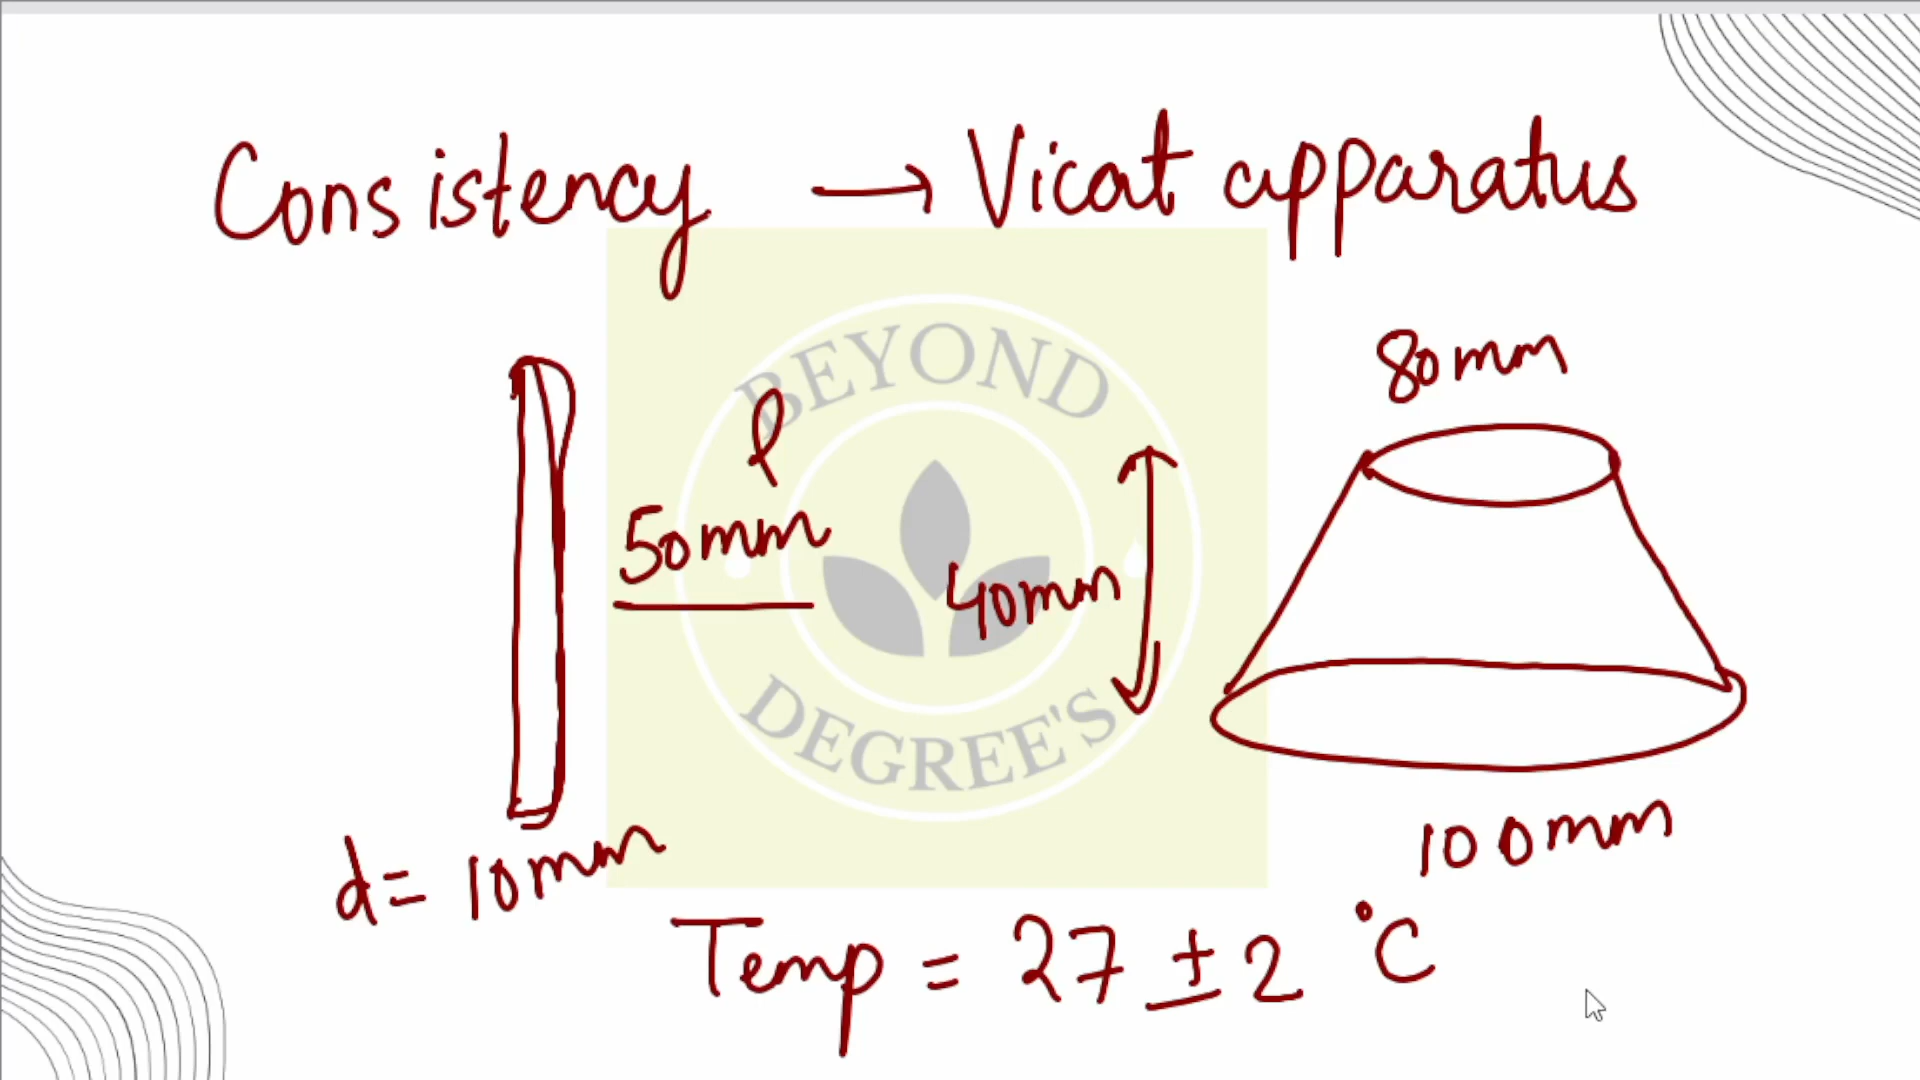 Consistency → Vicat apparatus
80mm
BEYOND
P
50mm
40mm
DEGREE'S
100mm
d = 10mm
Temp = 27 ± 2 °C